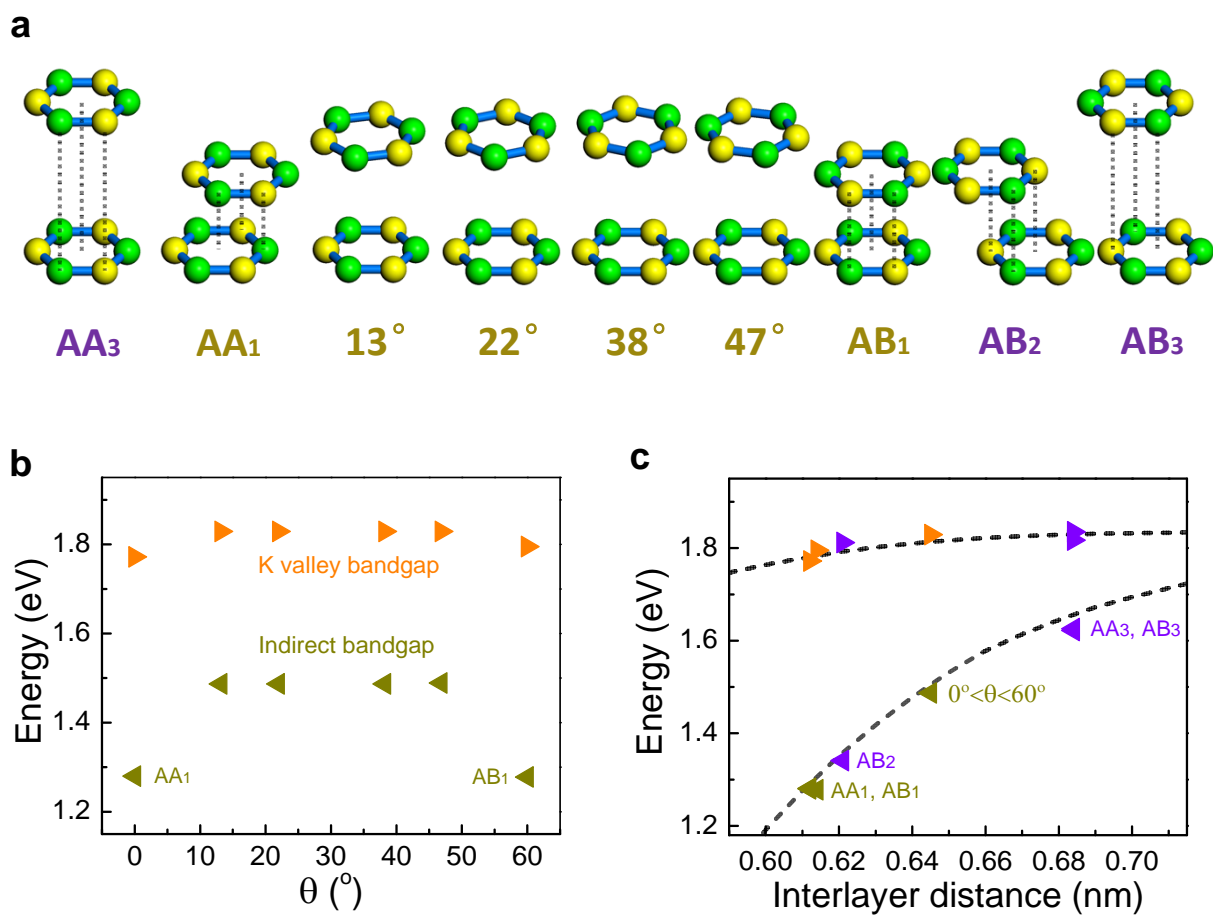 a
AA3 AA1 13° 22° 38° 47° AB1 AB2 AB3
b
Energy (eV)
1.8
1.6
1.4
1.2
K valley bandgap
Indirect bandgap
AA1
AB1
0 10 20 30 40 50 60
θ (°)
c
Energy (eV)
1.8
1.6
1.4
1.2
AA3, AB3
0°<θ<60°
AB2
AA1, AB1
0.60 0.62 0.64 0.66 0.68 0.70
Interlayer distance (nm)